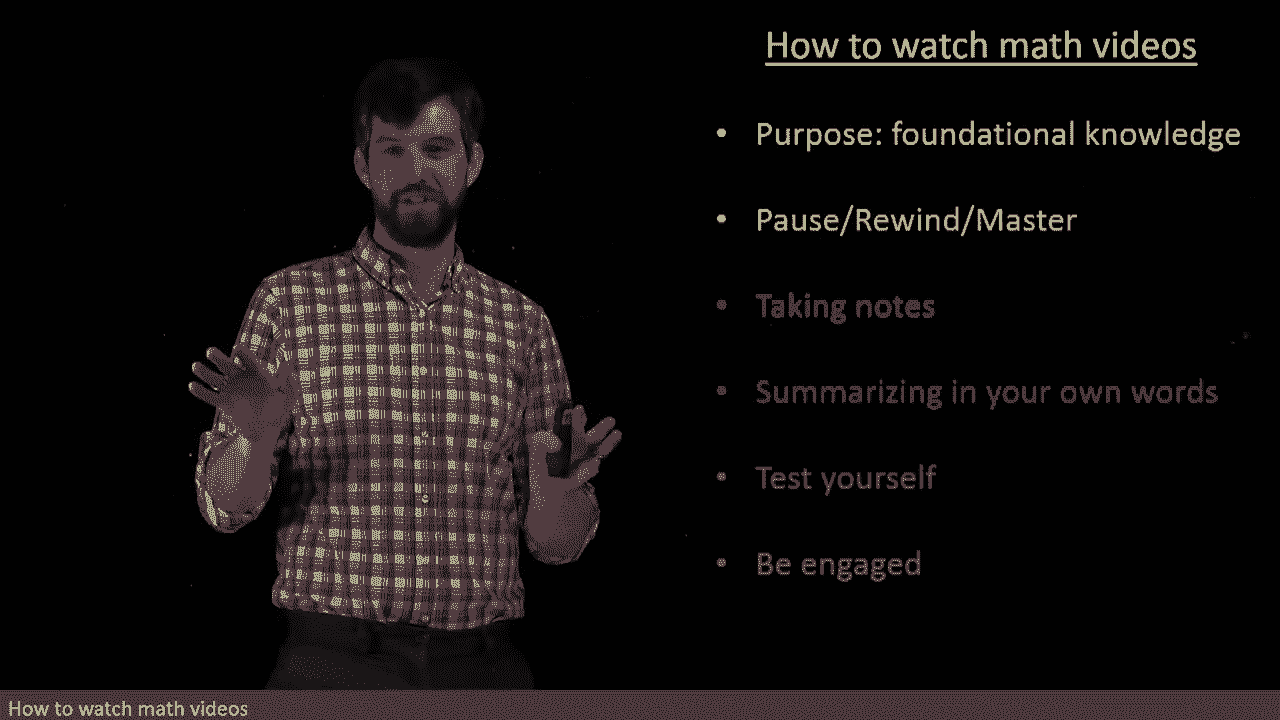 How to watch math videos
• Purpose: foundational knowledge
• Pause/Rewind/Master
• Taking notes
• Summarizing in your own words
• Test yourself
• Be engaged
How to watch math videos